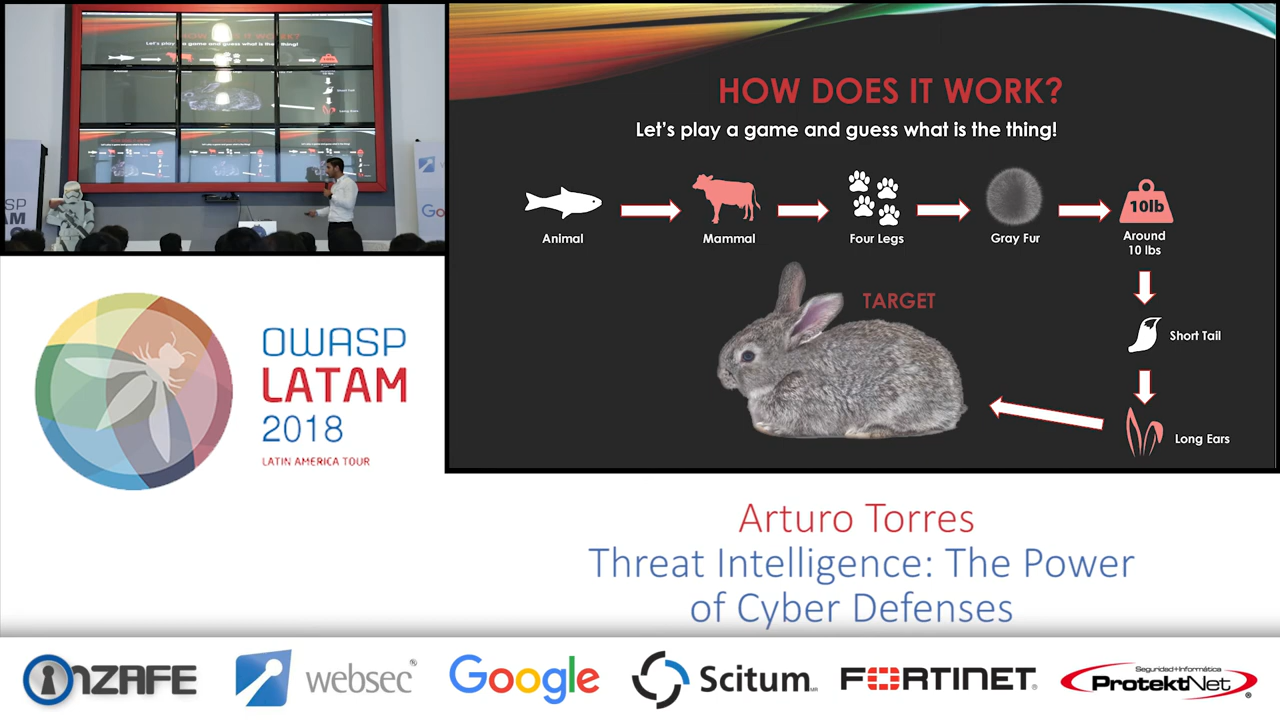 HOW DOES IT WORK?
Let's play a game and guess what is the thing!
Animal
Mammal
Four Legs
Gray Fur
10lb
Around
10 lbs
TARGET
Short Tail
Long Ears
OWASP
LATAM
2018
LATIN AMERICA TOUR
Arturo Torres
Threat Intelligence: The Power
of Cyber Defenses
INZAFE
websec®
Google
Scitum MR
FORTINET®
Seguridad+Informática
ProtektNet®